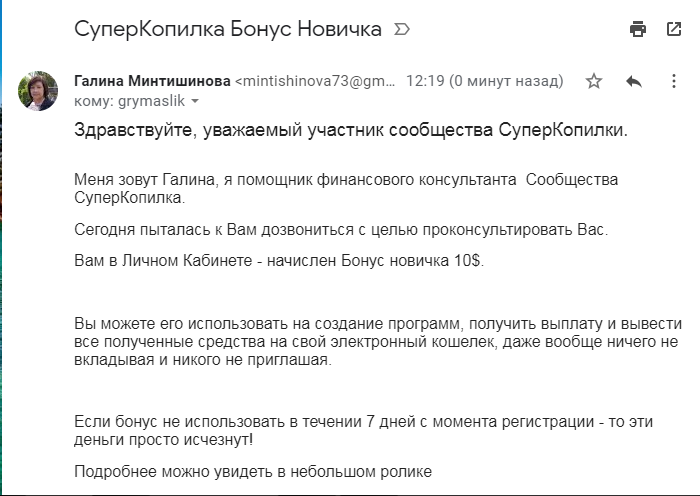 СуперКопилка Бонус Новичка
Галина Минтишинова <mintishinova73@gm... 12:19 (0 минут назад)
кому: grymaslik
Здравствуйте, уважаемый участник сообщества СуперКопилки.
Меня зовут Галина, я помощник финансового консультанта Сообщества
СуперКопилка.
Сегодня пыталась к Вам дозвониться с целью проконсультировать Вас.
Вам в Личном Кабинете - начислен Бонус новичка 10$.
Вы можете его использовать на создание программ, получить выплату и вывести
все полученные средства на свой электронный кошелек, даже вообще ничего не
вкладывая и никого не приглашая.
Если бонус не использовать в течении 7 дней с момента регистрации - то эти
деньги просто исчезнут!
Подробнее можно увидеть в небольшом ролике